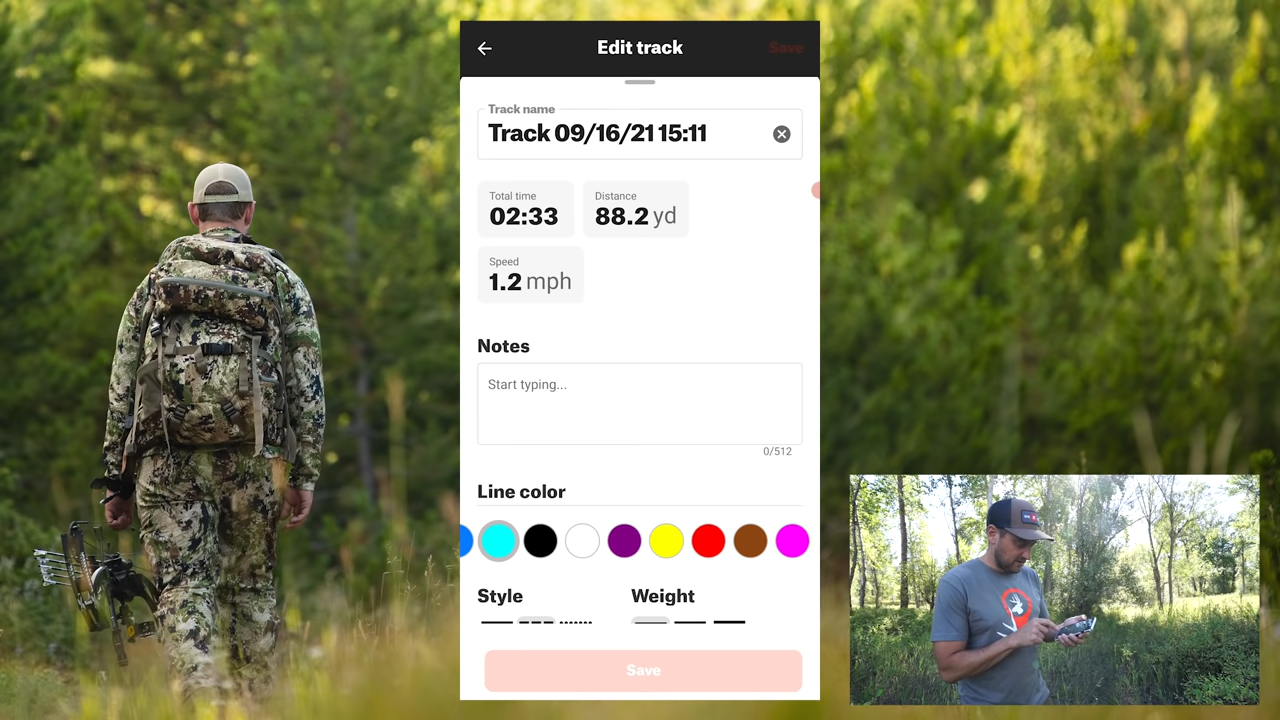 Edit track
Save
Track name
Track 09/16/21 15:11
Total time
02:33
Distance
88.2 yd
Speed
1.2 mph
Notes
Start typing...
0/512
Line color
Style
Weight
Save